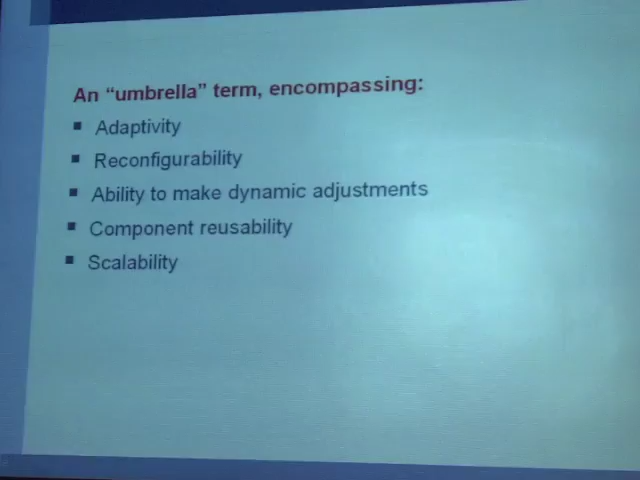 An “umbrella” term, encompassing:
▪ Adaptivity
▪ Reconfigurability
▪ Ability to make dynamic adjustments
▪ Component reusability
▪ Scalability